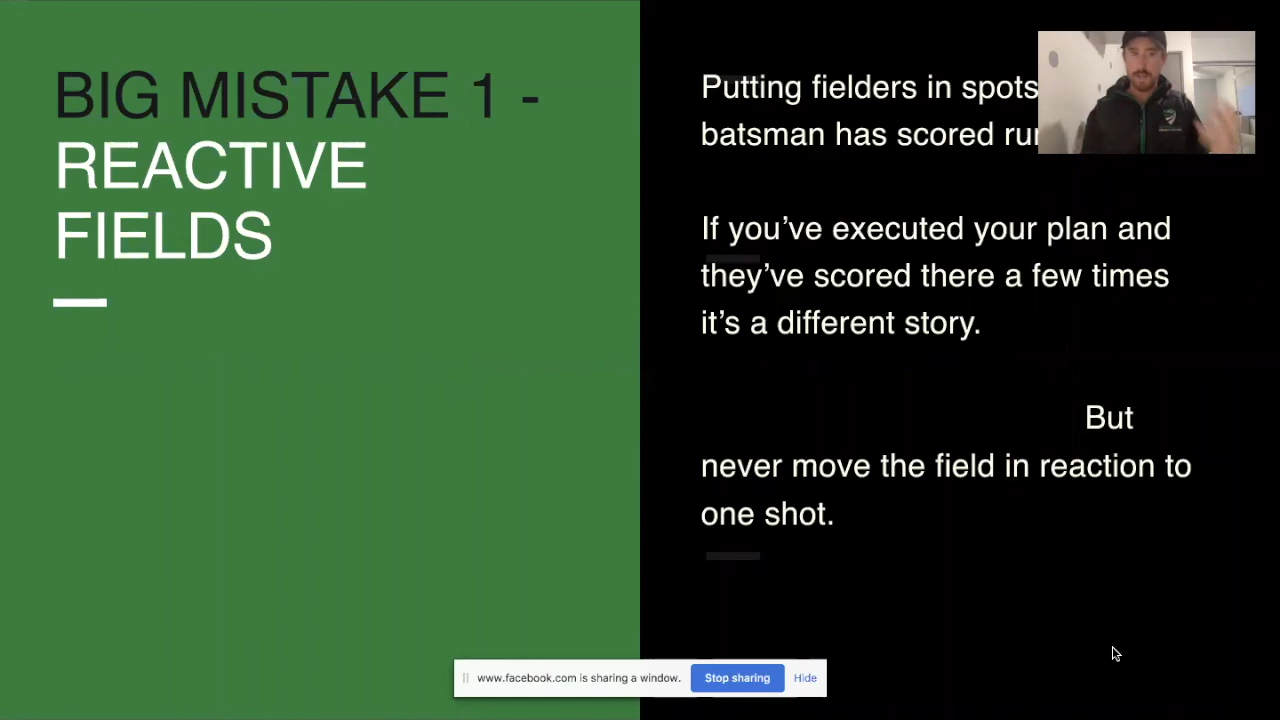 BIG MISTAKE 1 -
REACTIVE
FIELDS
Putting fielders in spots
batsman has scored
If you’ve executed your plan and
they’ve scored there a few times
it’s a different story.
But
never move the field in reaction to
one shot.
www.facebook.com is sharing a window.
Stop sharing
Hide